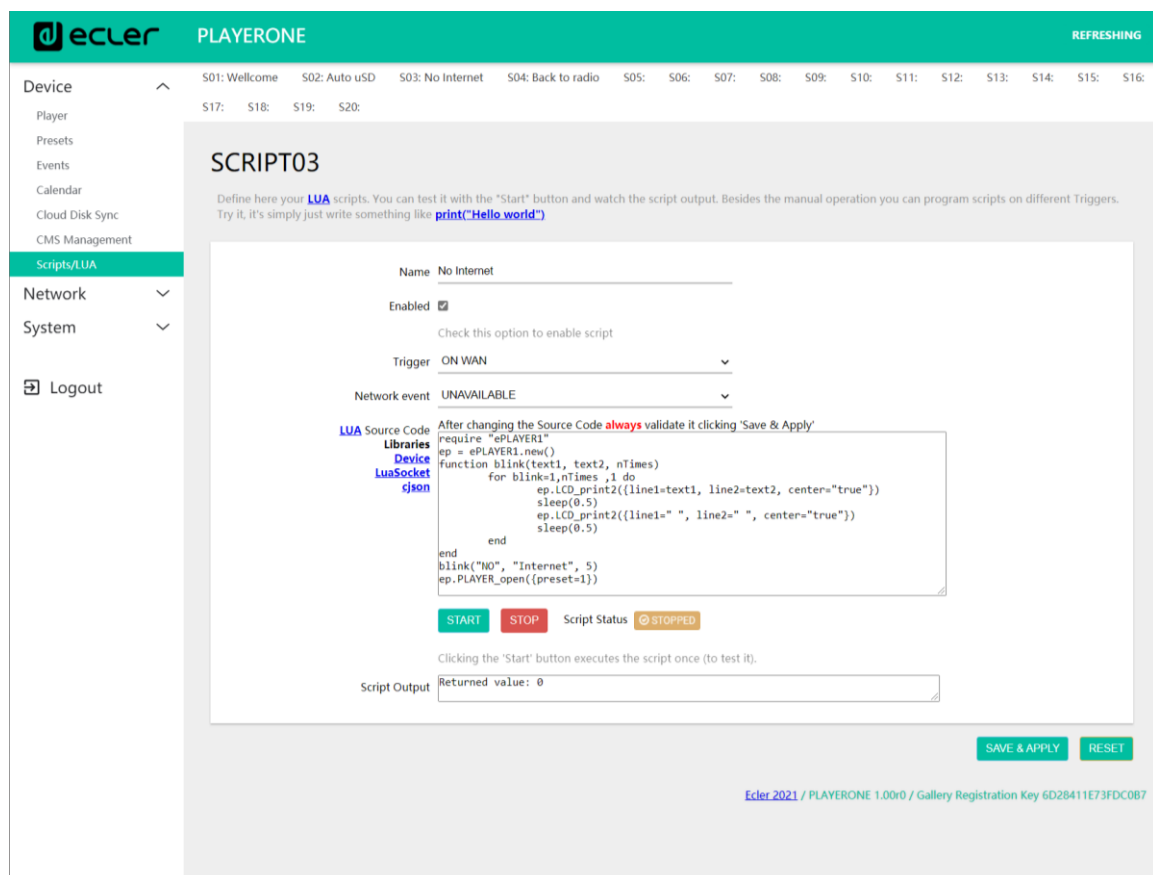 ecler
PLAYERONE
REFRESHING
Device
Player
Presets
Events
Calendar
Cloud Disk Sync
CMS Management
Scripts/LUA
Network
System
Logout
S01: Wellcome S02: Auto uSD S03: No Internet S04: Back to radio S05: S06: S07: S08: S09: S10: S11: S12: S13: S14: S15: S16:
S17: S18: S19: S20:
SCRIPT03
Define here your LUA scripts. You can test it with the "Start" button and watch the script output. Besides the manual operation you can program scripts on different Triggers.
Try it, it's simply just write something like print("Hello world")
Name No Internet
Enabled
Check this option to enable script
Trigger ON WAN
Network event UNAVAILABLE
LUA Source Code
Libraries
Device
LuaSocket
cjson
After changing the Source Code always validate it clicking 'Save & Apply'
require "ePLAYER1"
ep = ePLAYER1.new()
function blink(text1, text2, nTimes)
for blink=1,nTimes ,1 do
ep.LCD_print2({line1=text1, line2=text2, center="true"})
sleep(0.5)
ep.LCD_print2({line1=" ", line2=" ", center="true"})
sleep(0.5)
end
end
blink("NO", "Internet", 5)
ep.PLAYER_open({preset=1})
START STOP Script Status STOPPED
Clicking the 'Start' button executes the script once (to test it).
Script Output Returned value: 0
SAVE & APPLY RESET
Ecler 2021 / PLAYERONE 1.00r0 / Gallery Registration Key 6D28411E73FDC0B7